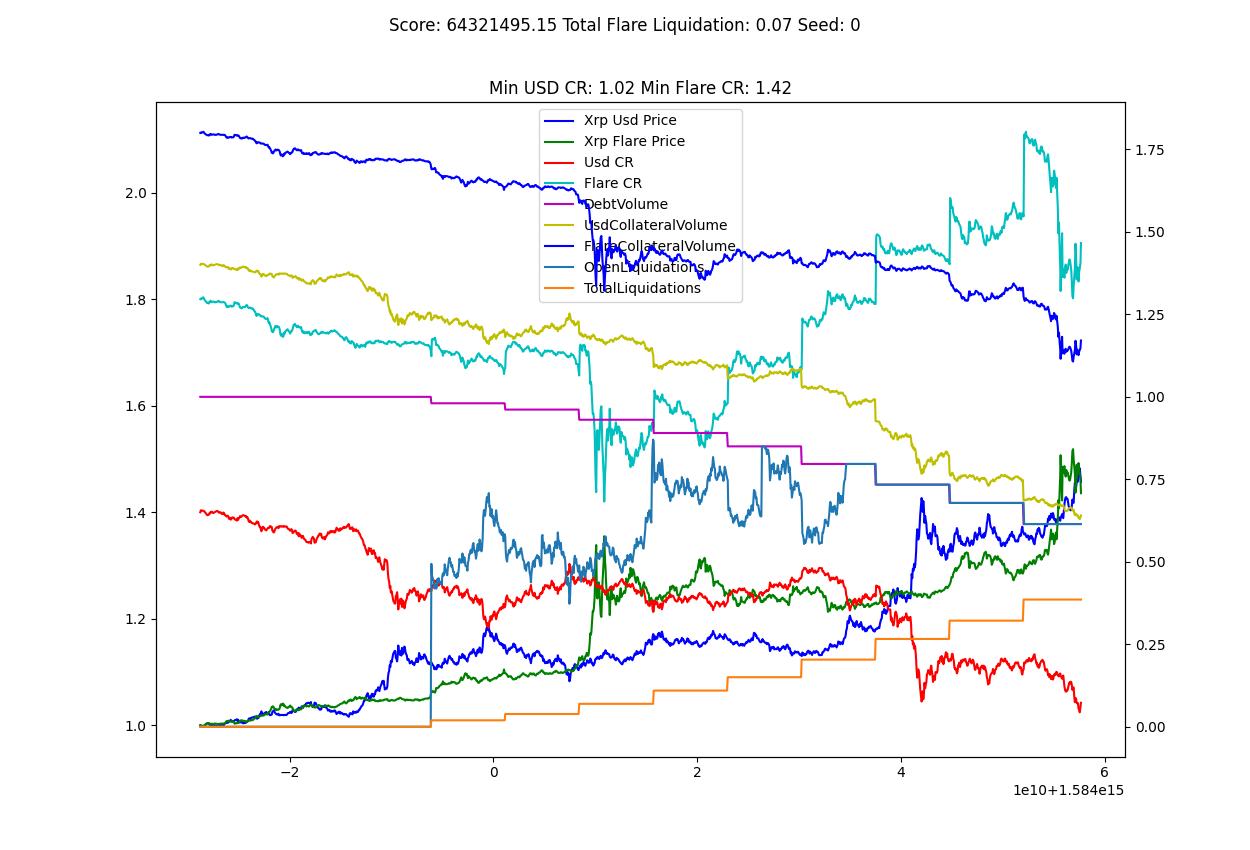 Score: 64321495.15 Total Flare Liquidation: 0.07 Seed: 0
Min USD CR: 1.02 Min Flare CR: 1.42
Xrp Usd Price
Xrp Flare Price
Usd CR
Flare CR
DebtVolume
UsdCollateralVolume
FlareCollateralVolume
OpenLiquidations
TotalLiquidations
2.0
1.8
1.6
1.4
1.2
1.0
1.75
1.50
1.25
1.00
0.75
0.50
0.25
0.00
−2 0 2 4 6
1e10+1.584e15